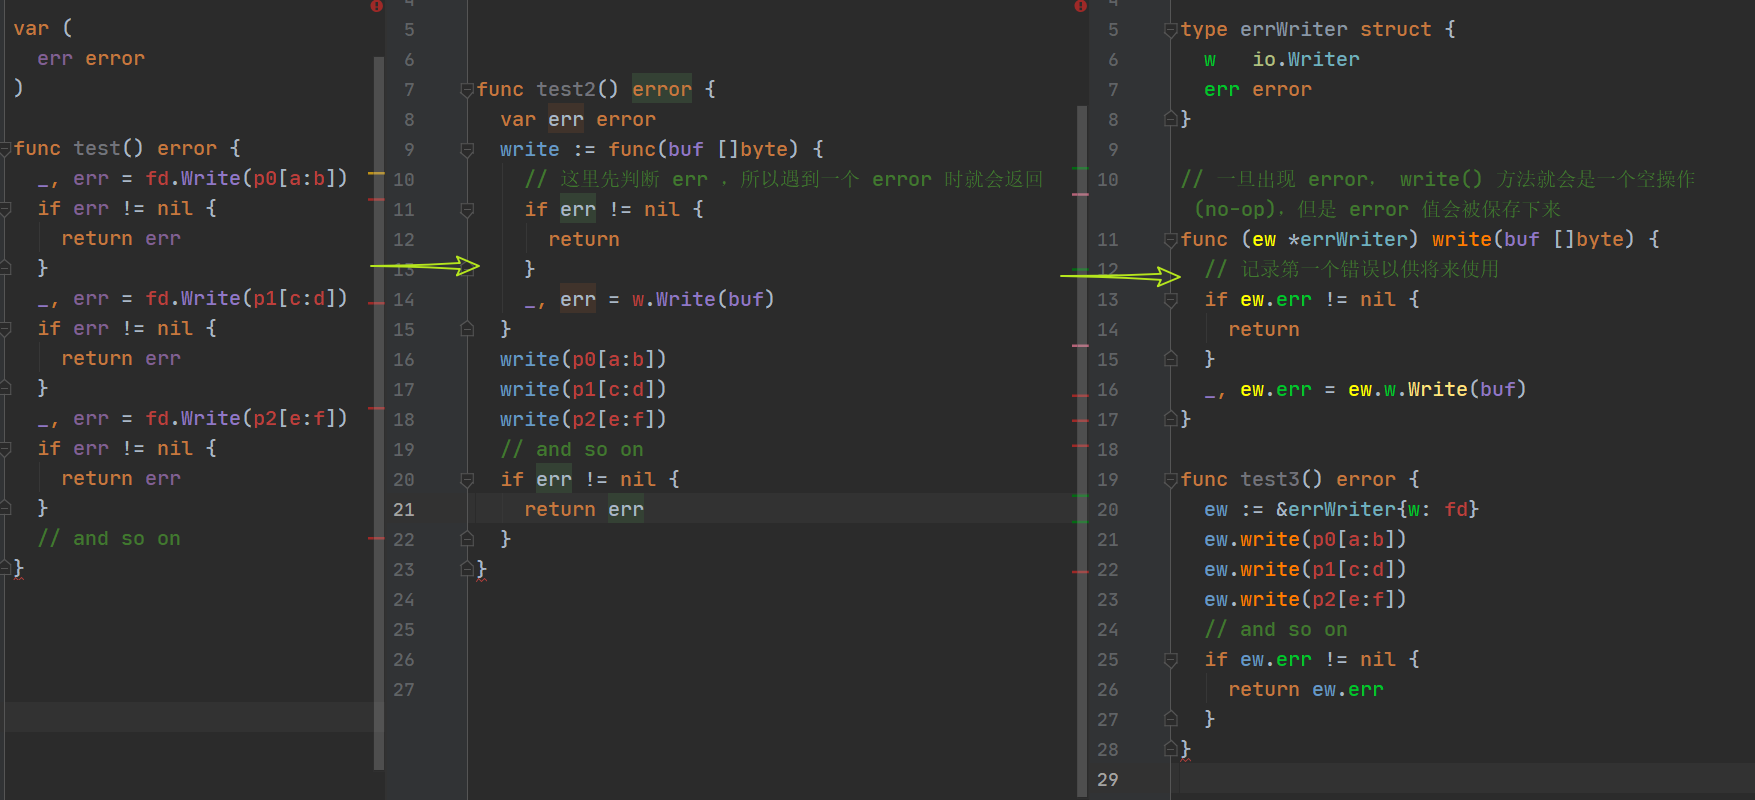 var (
err error
)
func test() error {
_, err = fd.Write(p0[a:b])
if err != nil {
return err
}
_, err = fd.Write(p1[c:d])
if err != nil {
return err
}
_, err = fd.Write(p2[e:f])
if err != nil {
return err
}
// and so on
}
4
5
6
7 func test2() error {
8 var err error
9 write := func(buf []byte) {
10 // 这里先判断 err ，所以遇到一个 error 时就会返回
11 if err != nil {
12 return
13 }
14 _, err = w.Write(buf)
15 }
16 write(p0[a:b])
17 write(p1[c:d])
18 write(p2[e:f])
19 // and so on
20 if err != nil {
21 return err
22 }
23 }
24
25
26
27
4
5 type errWriter struct {
6 w io.Writer
7 err error
8 }
9
10 // 一旦出现 error， write() 方法就会是一个空操作
(no-op)，但是 error 值会被保存下来
11 func (ew *errWriter) write(buf []byte) {
12 // 记录第一个错误以供将来使用
13 if ew.err != nil {
14 return
15 }
16 _, ew.err = ew.w.Write(buf)
17 }
18
19 func test3() error {
20 ew := &errWriter{w: fd}
21 ew.write(p0[a:b])
22 ew.write(p1[c:d])
23 ew.write(p2[e:f])
24 // and so on
25 if ew.err != nil {
26 return ew.err
27 }
28 }
29